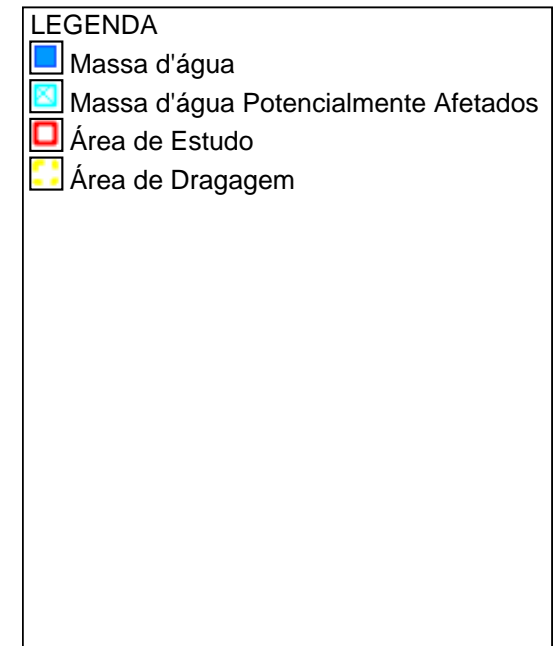 LEGENDA
Massa d'água
Massa d'água Potencialmente Afetados
Área de Estudo
Área de Dragagem